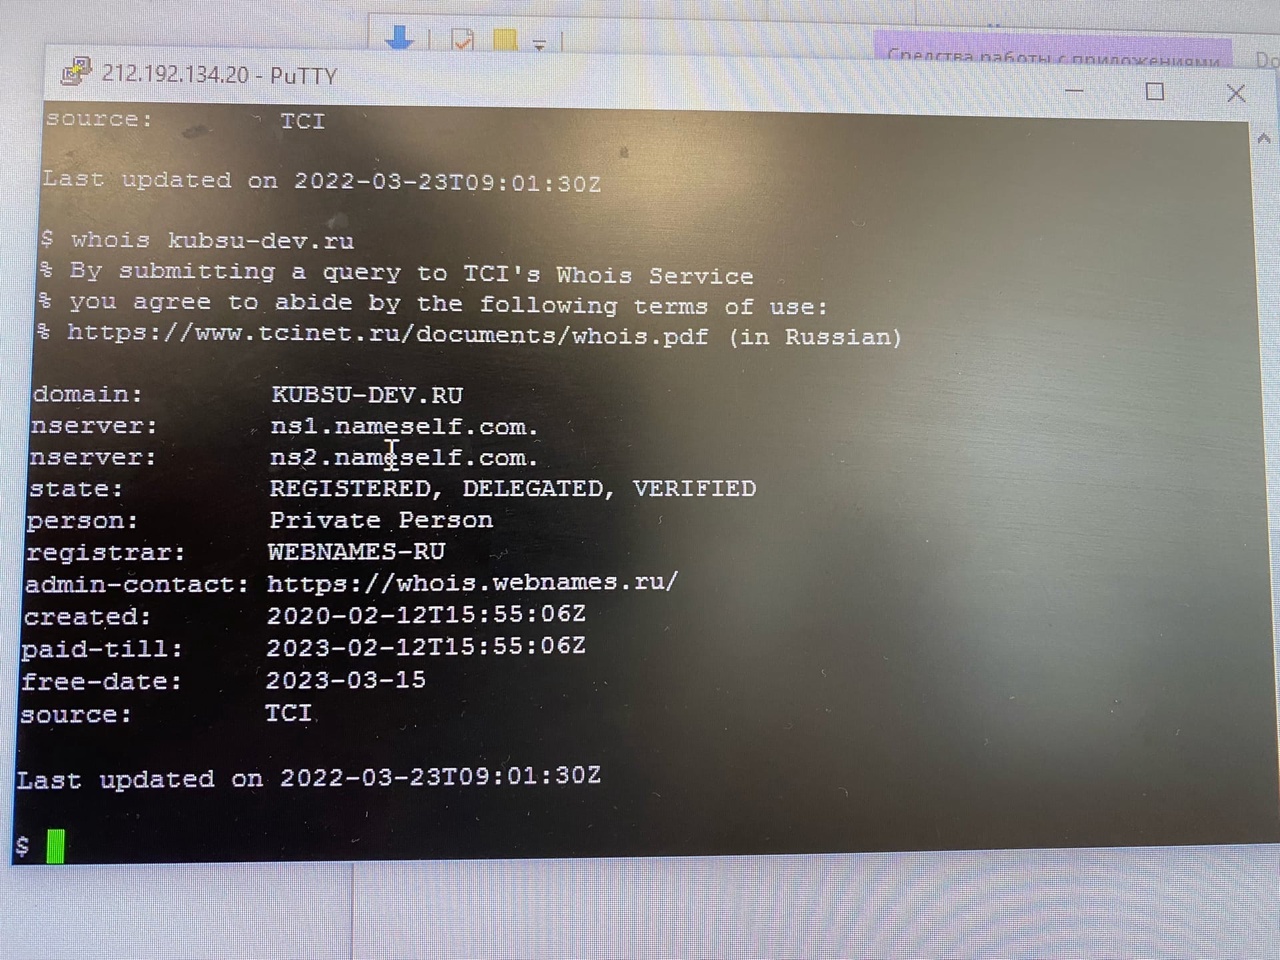 Средства работы с приложениями
212.192.134.20 - PuTTY
source: TCI
Last updated on 2022-03-23T09:01:30Z
$ whois kubsu-dev.ru
% By submitting a query to TCI's Whois Service
% you agree to abide by the following terms of use:
% https://www.tcinet.ru/documents/whois.pdf (in Russian)
domain: KUBSU-DEV.RU
nserver: ns1.nameself.com.
nserver: ns2.nameself.com.
state: REGISTERED, DELEGATED, VERIFIED
person: Private Person
registrar: WEBNAMES-RU
admin-contact: https://whois.webnames.ru/
created: 2020-02-12T15:55:06Z
paid-till: 2023-02-12T15:55:06Z
free-date: 2023-03-15
source: TCI
Last updated on 2022-03-23T09:01:30Z
$